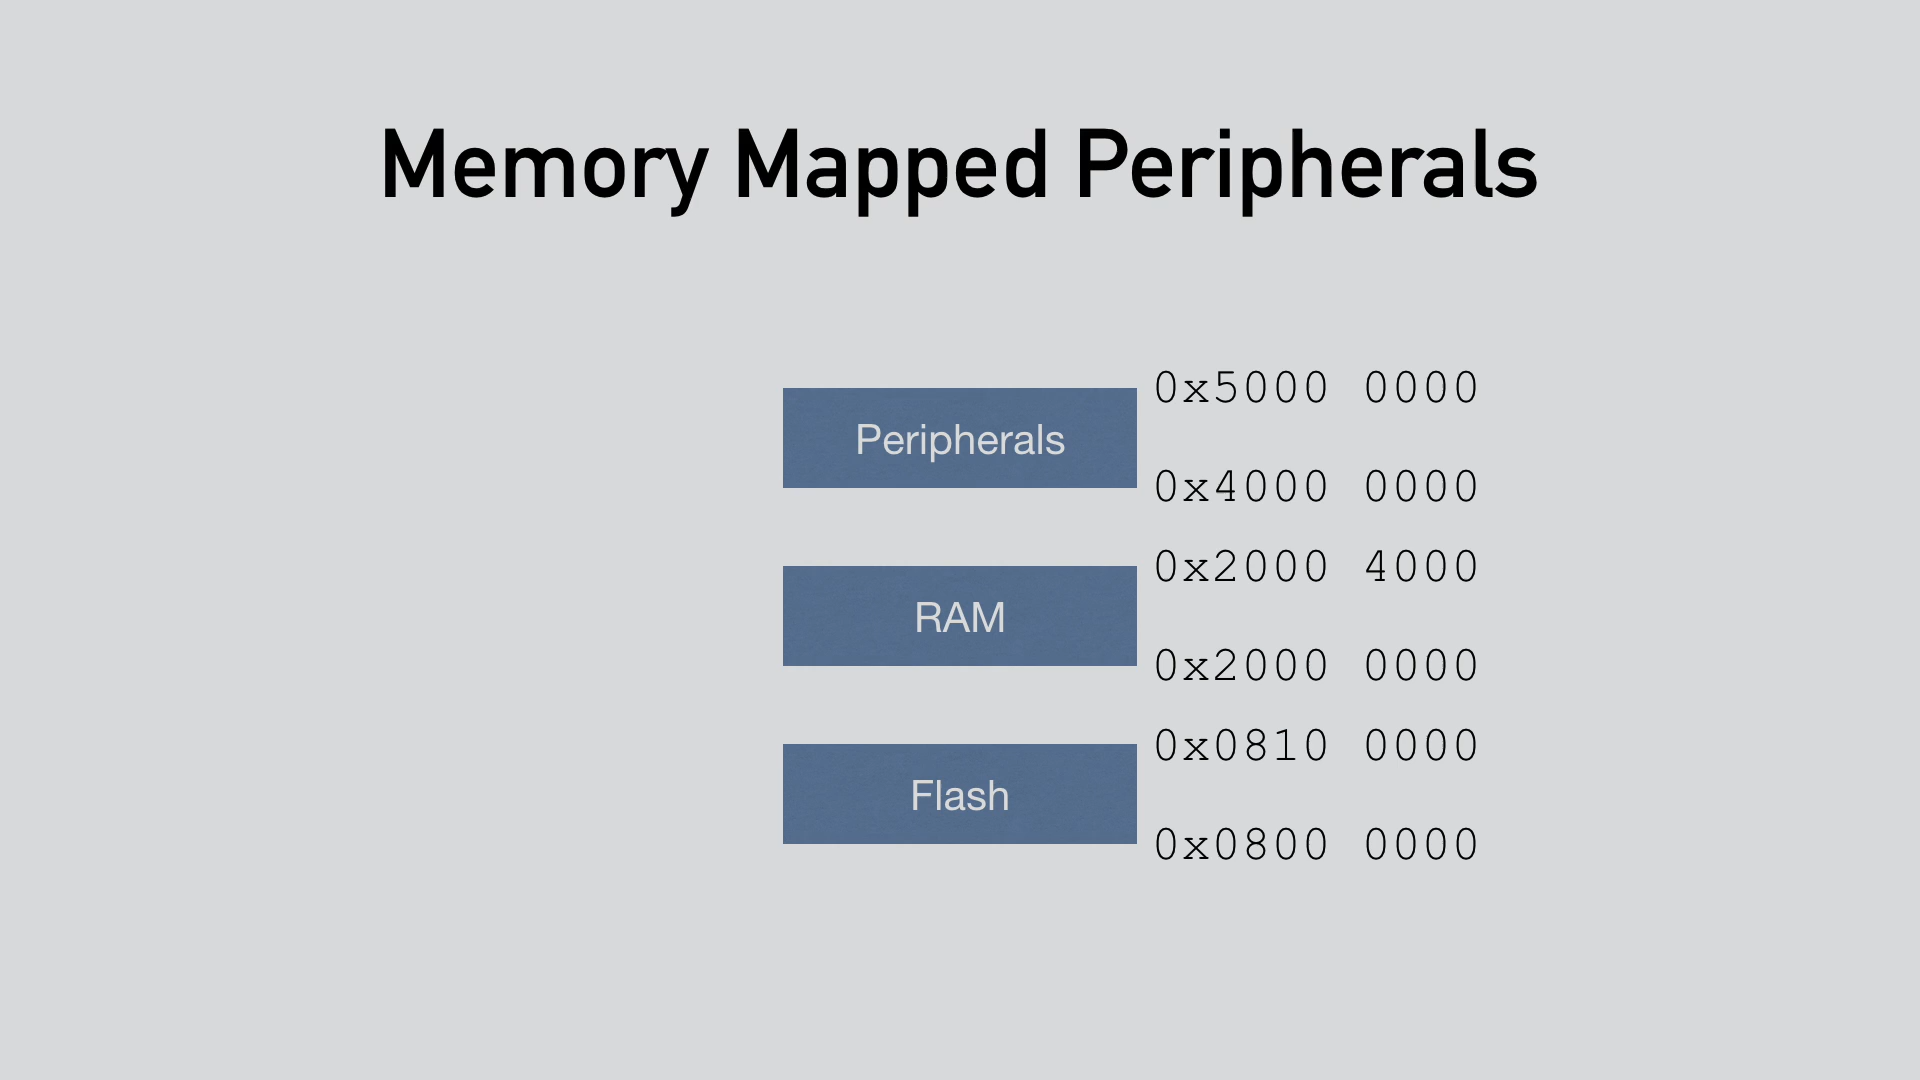 Memory Mapped Peripherals
0x5000 0000
Peripherals
0x4000 0000
0x2000 4000
RAM
0x2000 0000
0x0810 0000
Flash
0x0800 0000